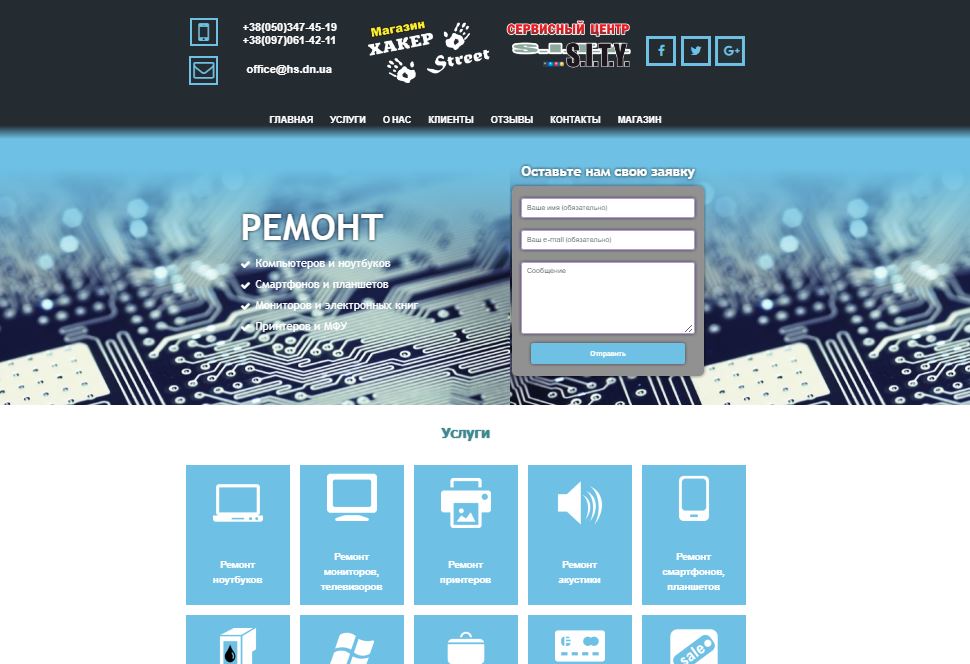 +38(050)347-45-19
+38(097)061-42-11
office@hs.dn.ua
Магазин
ХАКЕР
Street
СЕРВИСНЫЙ ЦЕНТР
S.I.T.Y.
ГЛАВНАЯ УСЛУГИ О НАС КЛИЕНТЫ ОТЗЫВЫ КОНТАКТЫ МАГАЗИН
РЕМОНТ
Компьютеров и ноутбуков
Смартфонов и планшетов
Мониторов и электронных книг
Принтеров и МФУ
Оставьте нам свою заявку
Ваше имя (обязательно)
Ваш e-mail (обязательно)
Сообщение
Отправить
Услуги
Ремонт
ноутбуков
Ремонт
мониторов,
телевизоров
Ремонт
принтеров
Ремонт
акустики
Ремонт
смартфонов,
планшетов
sale